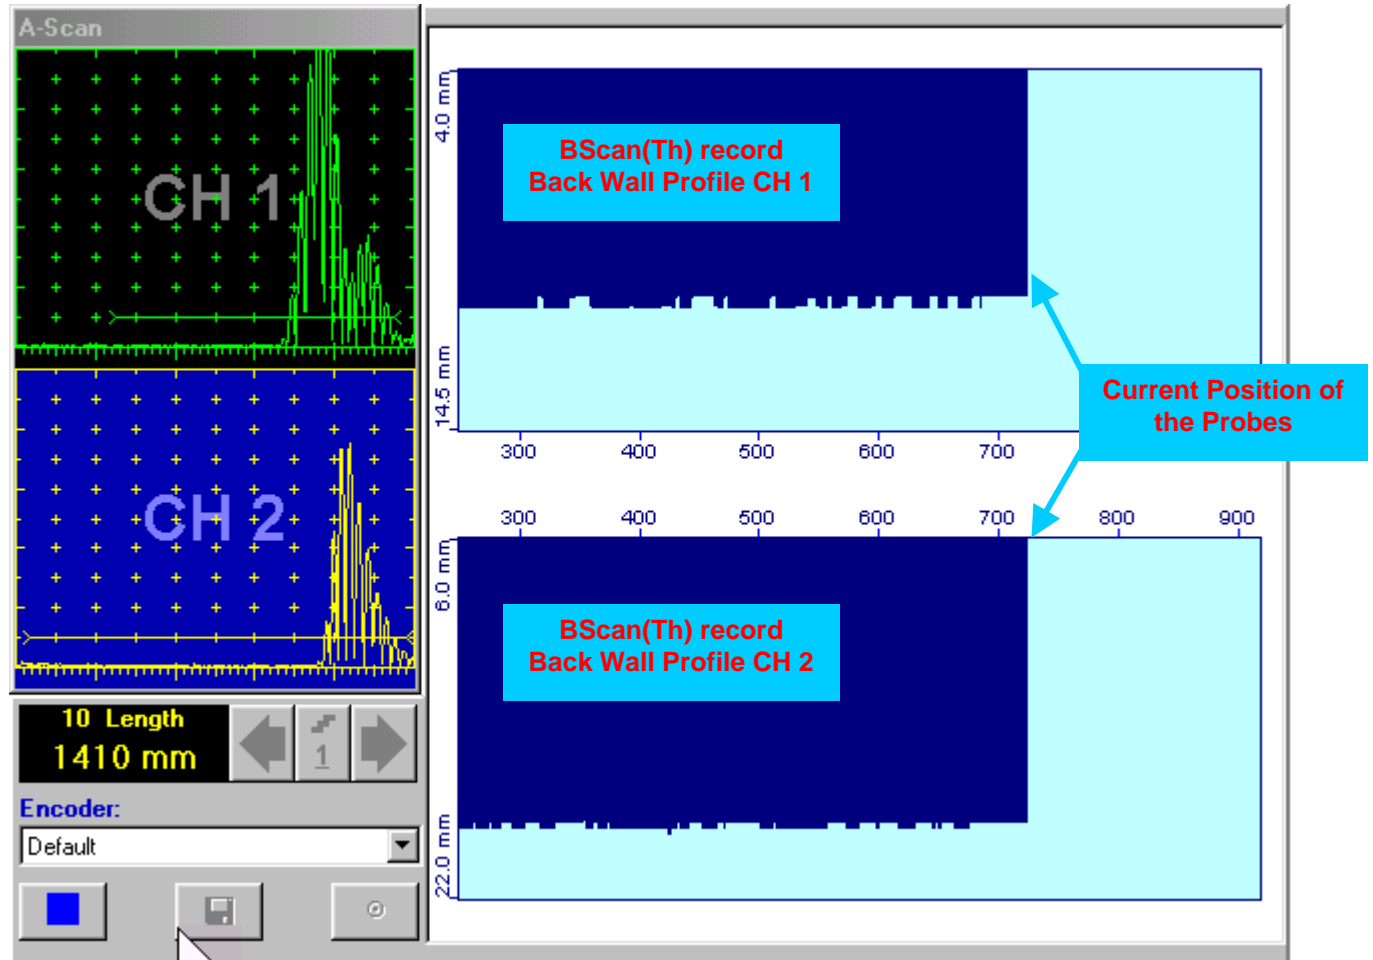 A-Scan
CH 1
CH 2
10 Length
1410 mm
1
Encoder:
Default
4.0 mm
14.5 mm
BScan(Th) record
Back Wall Profile CH 1
300 400 500 600 700
Current Position of
the Probes
300 400 500 600 700 800 900
6.0 mm
22.0 mm
BScan(Th) record
Back Wall Profile CH 2